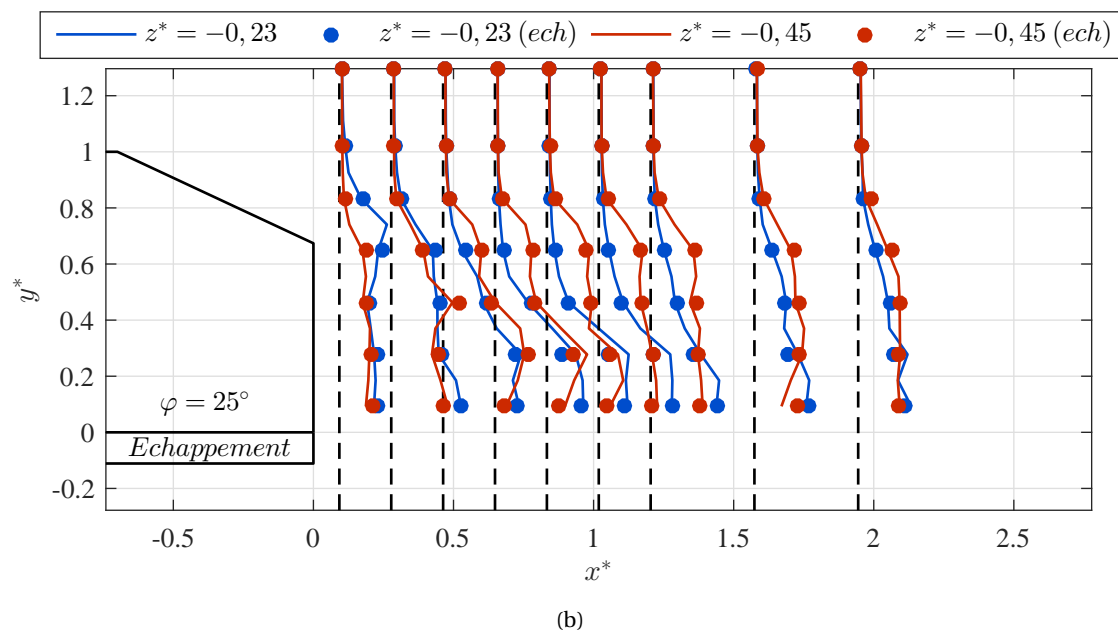 z* = −0, 23 z* = −0, 23 (ech) z* = −0, 45 z* = −0, 45 (ech)
1.2
1
0.8
0.6
0.4
0.2
0
-0.2
y*
φ = 25°
Echappement
-0.5 0 0.5 1 1.5 2 2.5
x*
(b)